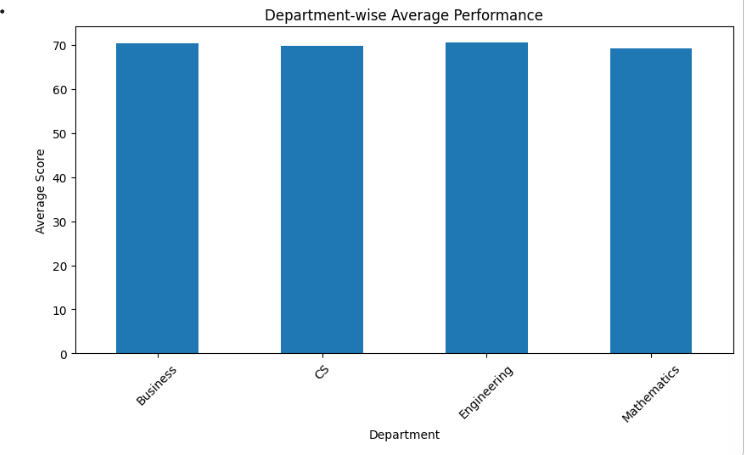 Department-wise Average Performance
Average Score
70
60
50
40
30
20
10
0
Business
CS
Engineering
Mathematics
Department